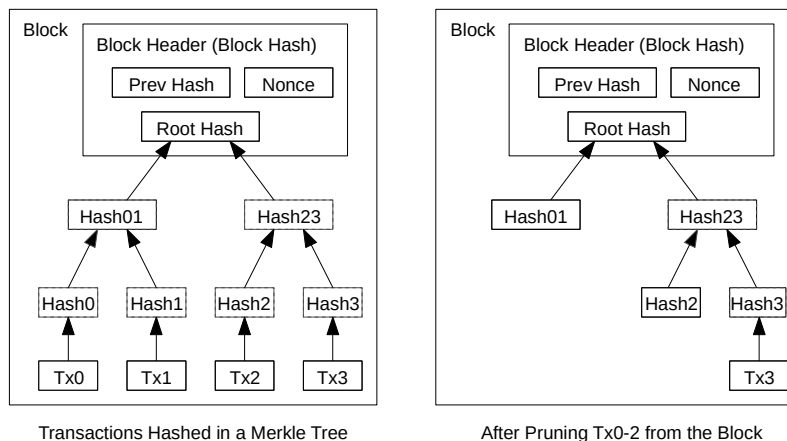 Block
Block Header (Block Hash)
Prev Hash
Nonce
Root Hash
Hash01
Hash23
Hash0
Hash1
Hash2
Hash3
Tx0
Tx1
Tx2
Tx3
Transactions Hashed in a Merkle Tree
Block
Block Header (Block Hash)
Prev Hash
Nonce
Root Hash
Hash01
Hash23
Hash2
Hash3
Tx3
After Pruning Tx0-2 from the Block